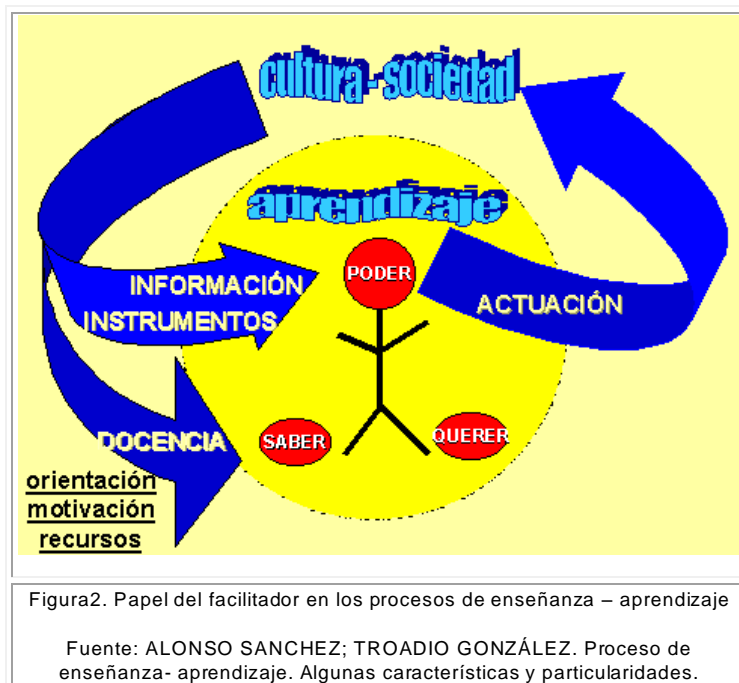 cultura - sociedad
aprendizaje
PODER
INFORMACIÓN
INSTRUMENTOS
ACTUACIÓN
DOCENCIA
SABER
QUERER
orientación
motivación
recursos
Figura2. Papel del facilitador en los procesos de enseñanza – aprendizaje
Fuente: ALONSO SANCHEZ; TROADIO GONZÁLEZ. Proceso de
enseñanza- aprendizaje. Algunas características y particularidades.